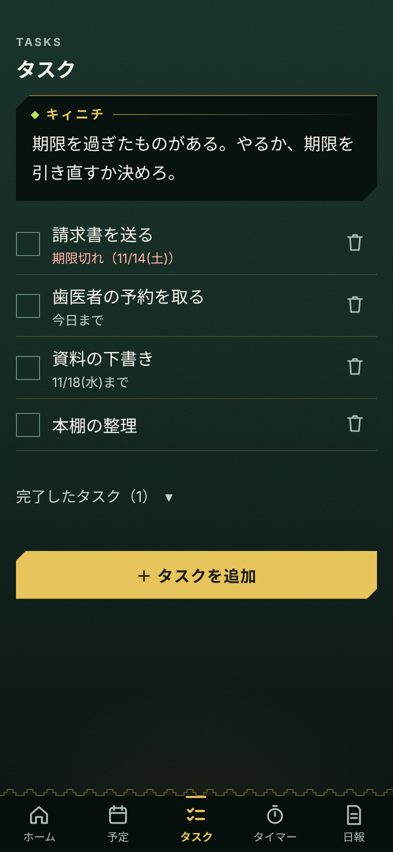 TASKS
タスク
キィニチ
期限を過ぎたものがある。やるか、期限を
引き直すか決めろ。
請求書を送る
期限切れ（11/14(土)）
歯医者の予約を取る
今日まで
資料の下書き
11/18(水)まで
本棚の整理
完了したタスク（1） ▼
＋ タスクを追加
ホーム 予定 タスク タイマー 日報